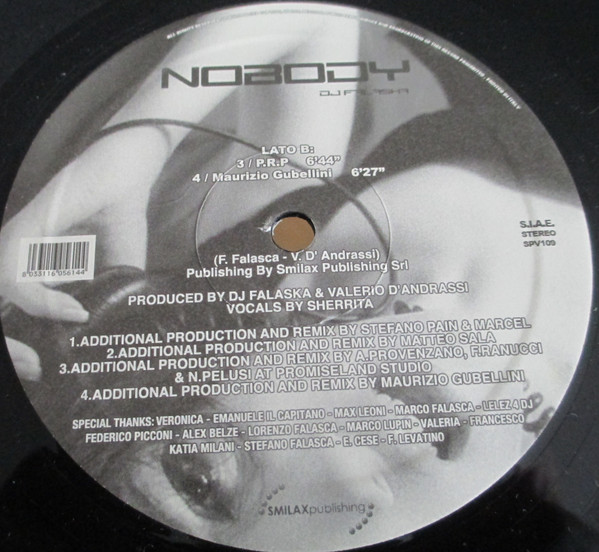 NOBODY
DJ FALASKA
LATO B:
3 / P.R.P 6'44"
4 / Maurizio Gubellini 6'27"
S.I.A.E.
STEREO
SPV109
8 033116 056144
(F. Falasca - V. D' Andrassi)
Publishing By Smilax Publishing Srl
PRODUCED BY DJ FALASKA & VALERIO D'ANDRASSI
VOCALS BY SHERRITA
1.ADDITIONAL PRODUCTION AND REMIX BY STEFANO PAIN & MARCEL
2.ADDITIONAL PRODUCTION AND REMIX BY MATTEO SALA
3.ADDITIONAL PRODUCTION AND REMIX BY A.PROVENZANO, F.RANUCCI
& N.PELUSI AT PROMISELAND STUDIO
4.ADDITIONAL PRODUCTION AND REMIX BY MAURIZIO GUBELLINI
SPECIAL THANKS: VERONICA - EMANUELE IL CAPITANO - MAX LEONI - MARCO FALASCA - LELEZ 4 DJ
FEDERICO PICCONI - ALEX BELZE - LORENZO FALASCA - MARCO LUPIN - VALERIA - FRANCESCO
KATIA MILANI - STEFANO FALASCA - E. CESE - F. LEVATINO
SMILAXpublishing